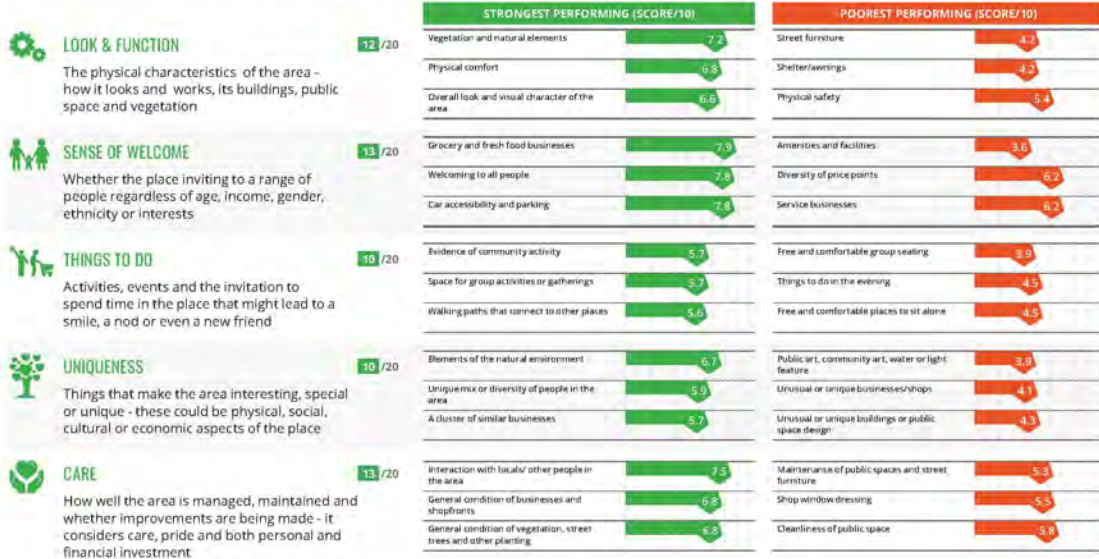 STRONGEST PERFORMING (SCORE/10)
POOREST PERFORMING (SCORE/10)
LOOK & FUNCTION
12 /20
The physical characteristics of the area -
how it looks and works, its buildings, public
space and vegetation
Vegetation and natural elements
7.2
Physical comfort
6.8
Overall look and visual character of the
area
6.6
Street furniture
4.2
Shelter/awnings
4.2
Physical safety
5.4
SENSE OF WELCOME
13 /20
Whether the place inviting to a range of
people regardless of age, income, gender,
ethnicity or interests
Grocery and fresh food businesses
7.9
Welcoming to all people
7.8
Car accessibility and parking
7.8
Amenities and facilities
3.6
Diversity of price points
6.2
Service businesses
6.2
THINGS TO DO
10 /20
Activities, events and the invitation to
spend time in the place that might lead to a
smile, a nod or even a new friend
Evidence of community activity
5.7
Space for group activities or gatherings
5.7
Walking paths that connect to other places
5.6
Free and comfortable group seating
3.9
Things to do in the evening
4.5
Free and comfortable places to sit alone
4.5
UNIQUENESS
10 /20
Things that make the area interesting, special
or unique - these could be physical, social,
cultural or economic aspects of the place
Elements of the natural environment
6.7
Unique mix or diversity of people in the
area
5.9
A cluster of similar businesses
5.7
Public art, community art, water or light
feature
3.9
Unusual or unique businesses/shops
4.1
Unusual or unique buildings or public
space design
4.3
CARE
13 /20
How well the area is managed, maintained and
whether improvements are being made - it
considers care, pride and both personal and
financial investment
Interaction with locals/ other people in
the area
7.5
General condition of businesses and
shopfronts
6.8
General condition of vegetation, street
trees and other planting
6.8
Maintenance of public spaces and street
furniture
5.3
Shop window dressing
5.5
Cleanliness of public space
5.8